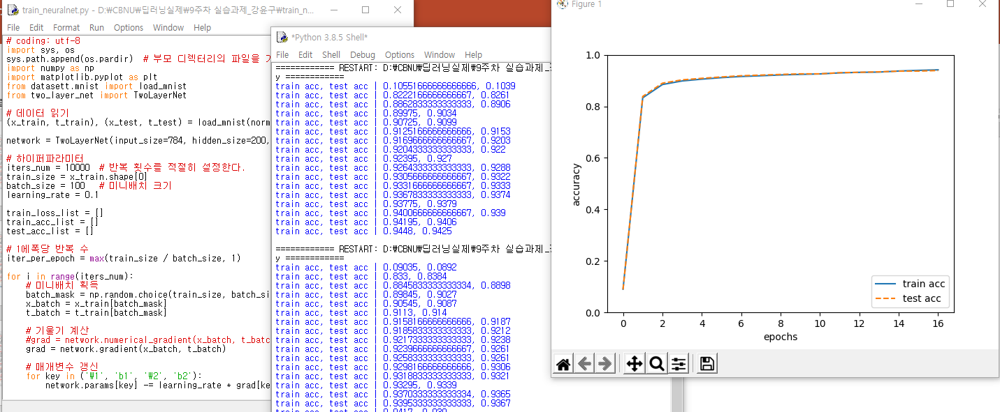 train_neuralnet.py - D:₩CBNU₩딥러닝실제₩9주차 실습과제_강윤구₩train_n...
File Edit Format Run Options Window Help
# coding: utf-8
import sys, os
sys.path.append(os.pardir) # 부모 디렉터리의 파일을
import numpy as np
import matplotlib.pyplot as plt
from datasett.mnist import load_mnist
from two_layer_net import TwoLayerNet
# 데이터 읽기
(x_train, t_train), (x_test, t_test) = load_mnist(norm
network = TwoLayerNet(input_size=784, hidden_size=200,
# 하이퍼파라미터
iters_num = 10000 # 반복 횟수를 적절히 설정한다.
train_size = x_train.shape[0]
batch_size = 100 # 미니배치 크기
learning_rate = 0.1
train_loss_list = []
train_acc_list = []
test_acc_list = []
# 1에폭당 반복 수
iter_per_epoch = max(train_size / batch_size, 1)
for i in range(iters_num):
# 미니배치 획득
batch_mask = np.random.choice(train_size, batch_si
x_batch = x_train[batch_mask]
t_batch = t_train[batch_mask]
# 기울기 계산
#grad = network.numerical_gradient(x_batch, t_batc
grad = network.gradient(x_batch, t_batch)
# 매개변수 갱신
for key in ('W1', 'b1', 'W2', 'b2'):
network.params[key] -= learning_rate * grad[ke
*Python 3.8.5 Shell*
File Edit Shell Debug Options Window Help
============ RESTART: D:₩CBNU₩딥러닝실제₩9주차 실습과제_
y ============
train acc, test acc | 0.10551666666666666, 0.1039
train acc, test acc | 0.8222166666666667, 0.8261
train acc, test acc | 0.8862833333333333, 0.8906
train acc, test acc | 0.89975, 0.9034
train acc, test acc | 0.90725, 0.9099
train acc, test acc | 0.9125166666666666, 0.9153
train acc, test acc | 0.9169666666666667, 0.9203
train acc, test acc | 0.9204333333333333, 0.922
train acc, test acc | 0.92395, 0.927
train acc, test acc | 0.9264333333333333, 0.9288
train acc, test acc | 0.9305666666666667, 0.9322
train acc, test acc | 0.9331666666666667, 0.9333
train acc, test acc | 0.9367833333333333, 0.9374
train acc, test acc | 0.93775, 0.9379
train acc, test acc | 0.9400666666666667, 0.939
train acc, test acc | 0.94195, 0.9406
train acc, test acc | 0.9448, 0.9425
============ RESTART: D:₩CBNU₩딥러닝실제₩9주차 실습과제_
y ============
train acc, test acc | 0.09035, 0.0892
train acc, test acc | 0.833, 0.8384
train acc, test acc | 0.8845833333333334, 0.8898
train acc, test acc | 0.89845, 0.9027
train acc, test acc | 0.90545, 0.9087
train acc, test acc | 0.9113, 0.914
train acc, test acc | 0.9158166666666666, 0.9187
train acc, test acc | 0.9185833333333333, 0.9212
train acc, test acc | 0.9217333333333333, 0.9238
train acc, test acc | 0.9239666666666667, 0.9261
train acc, test acc | 0.9258333333333333, 0.9261
train acc, test acc | 0.9298166666666666, 0.9306
train acc, test acc | 0.9318833333333333, 0.9321
train acc, test acc | 0.93295, 0.9339
train acc, test acc | 0.9370333333333334, 0.9365
train acc, test acc | 0.9395333333333333, 0.9367
train acc, test acc | 0.9417, 0.939
Figure 1
1.0
0.8
0.6
0.4
0.2
0.0
accuracy
0 2 4 6 8 10 12 14 16
epochs
train acc
test acc